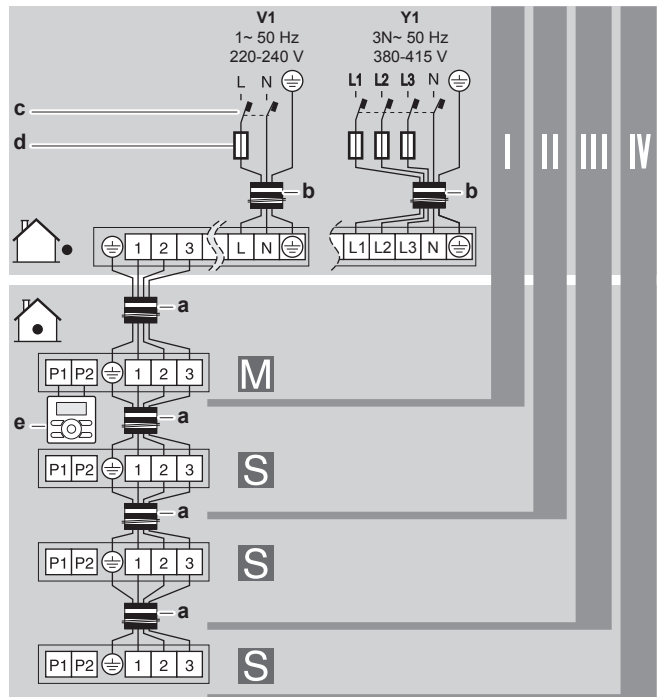 V1 Y1
1~ 50 Hz 3N~ 50 Hz
220-240 V 380-415 V
L N L1 L2 L3 N
c
d
I II III IV
b b
1 2 3 L N L1 L2 L3 N
a
P1 P2 1 2 3 M
e a
P1 P2 1 2 3 S
a
P1 P2 1 2 3 S
a
P1 P2 1 2 3 S